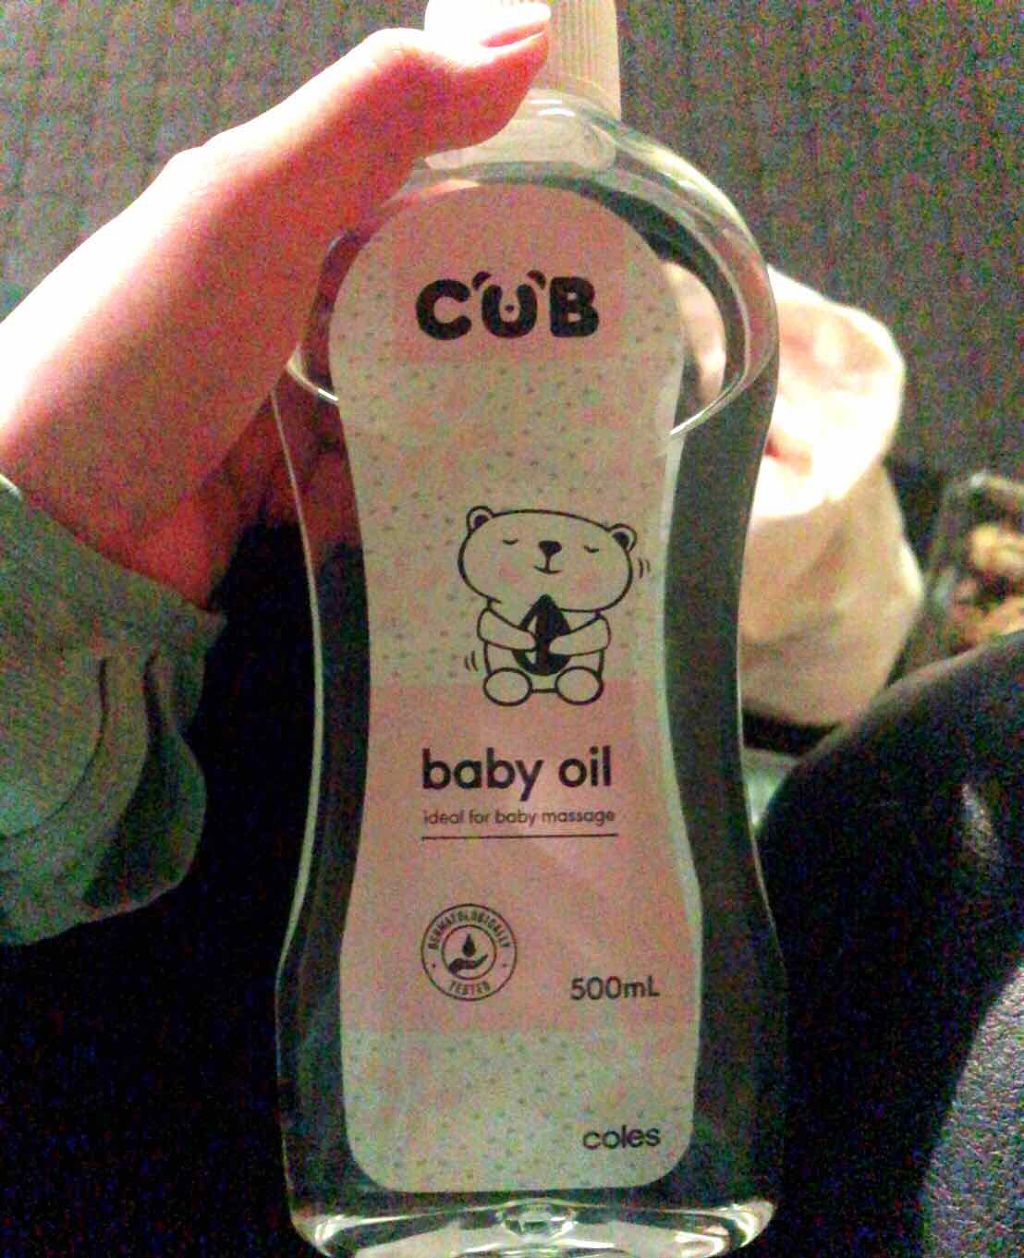 CUB
baby oil
ideal for baby massage
DERMATOLOGICALLY
TESTED
500mL
coles